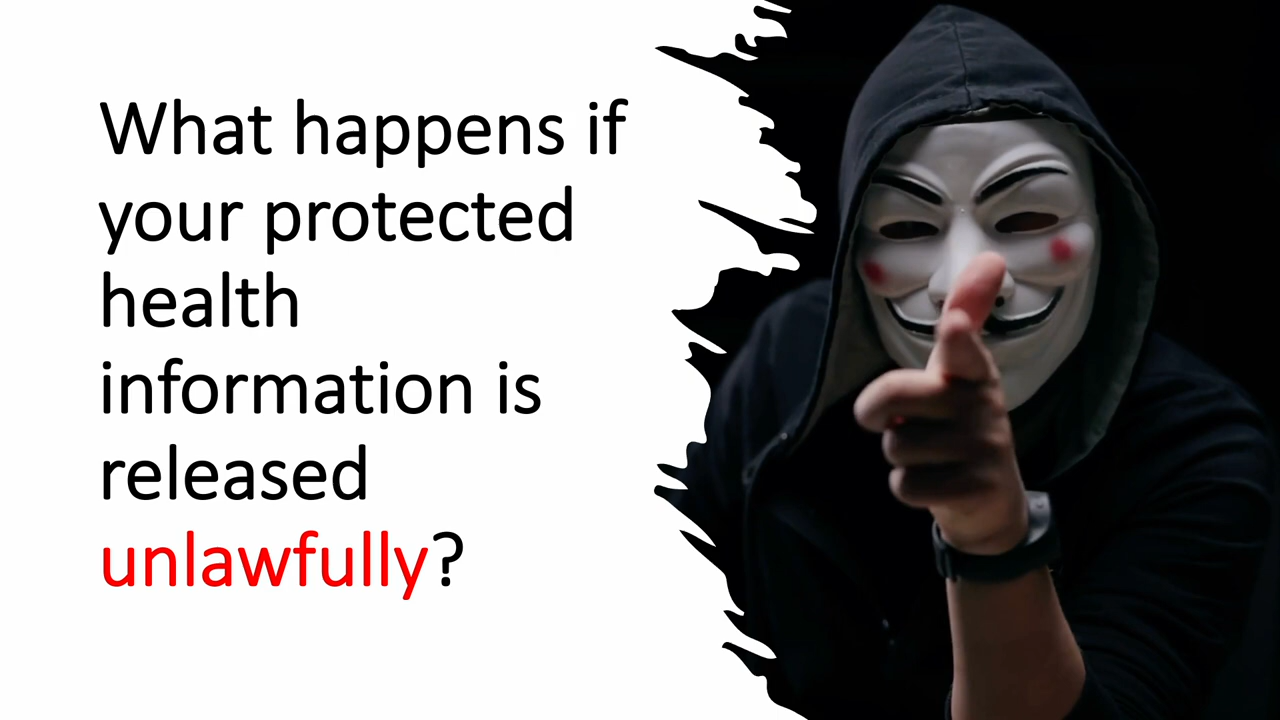 What happens if
your protected
health
information is
released
unlawfully?